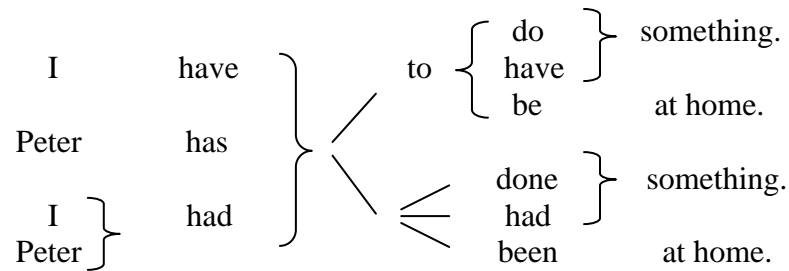 do something.
I have to have
be at home.
Peter has
done something.
I had had
Peter been at home.